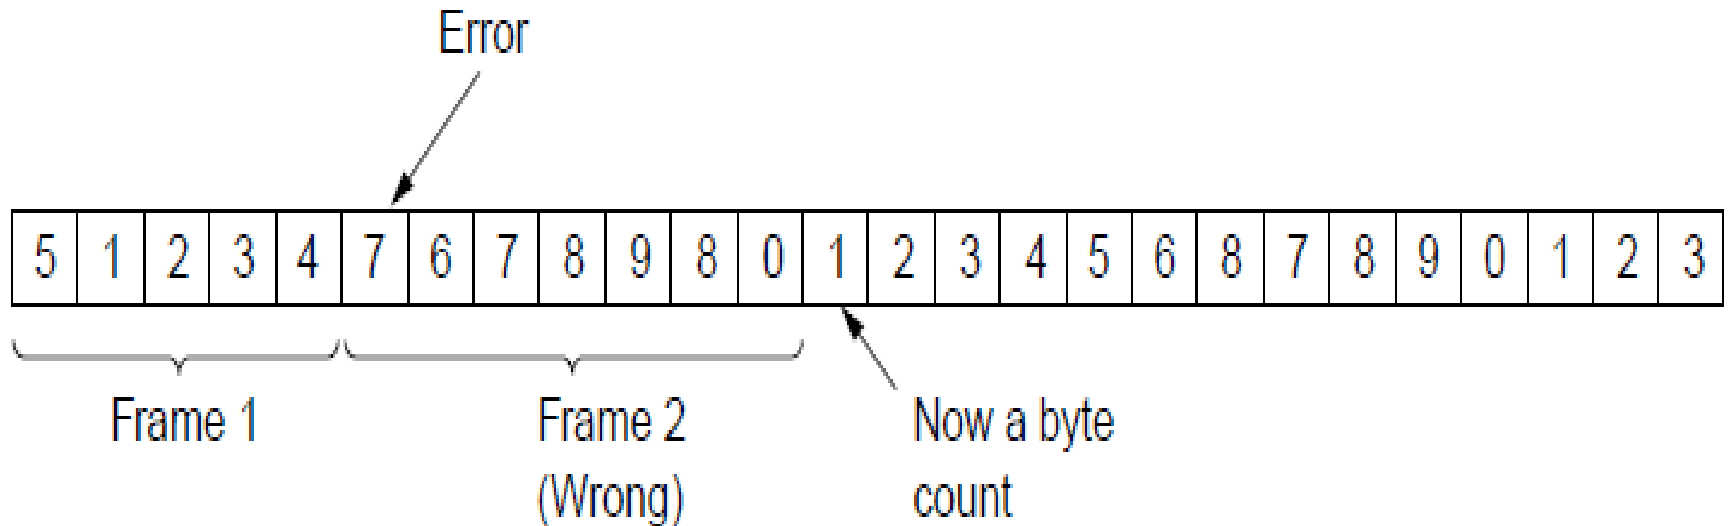 Error
5 1 2 3 4 7 6 7 8 9 8 0 1 2 3 4 5 6 8 7 8 9 0 1 2 3
Frame 1
Frame 2
(Wrong)
Now a byte
count